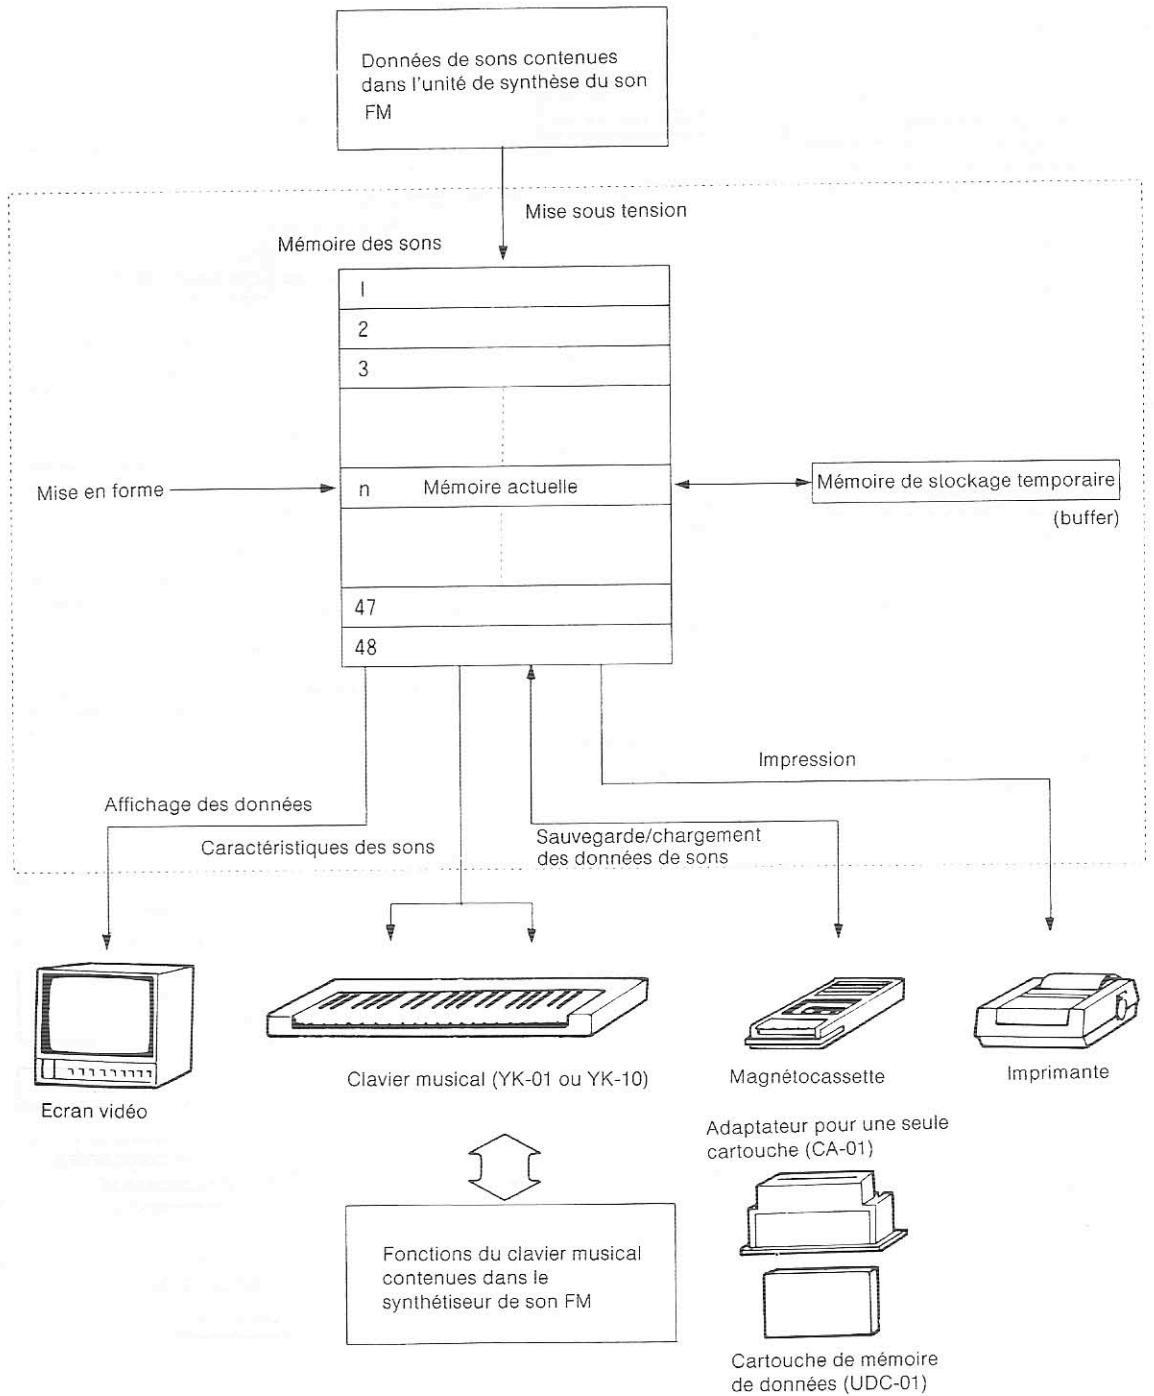 Données de sons contenues
dans l'unité de synthèse du son
FM
Mise sous tension
Mémoire des sons
1
2
3
Mise en forme
n Mémoire actuelle
Mémoire de stockage temporaire
(buffer)
47
48
Impression
Affichage des données
Caractéristiques des sons
Sauvegarde/chargement
des données de sons
Ecran vidéo
Clavier musical (YK-01 ou YK-10)
Magnétocassette
Imprimante
Adaptateur pour une seule
cartouche (CA-01)
Fonctions du clavier musical
contenues dans le
synthétiseur de son FM
Cartouche de mémoire
de données (UDC-01)